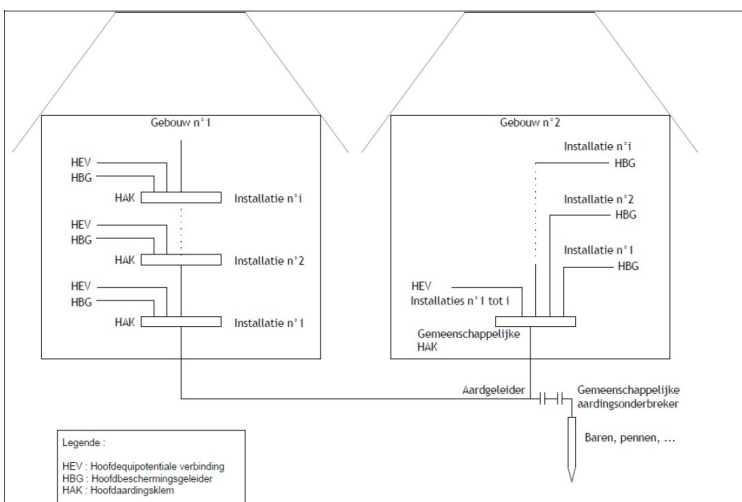 Gebouw n°1
HEV
HBG
HAK
Installatie n°i
HEV
HBG
HAK
Installatie n°2
HEV
HBG
HAK
Installatie n°1
Gebouw n°2
Installatie n°i
HBG
Installatie n°2
HBG
Installatie n°1
HBG
HEV
Installaties n°1 tot i
Gemeenschappelijke
HAK
Aardgeleider
Gemeenschappelijke
aardingsonderbreker
Baren, pennen, ...
Legende :
HEV : Hoofdequipotentiale verbinding
HBG : Hoofdbeschermingsgeleider
HAK : Hoofdaardingsklem